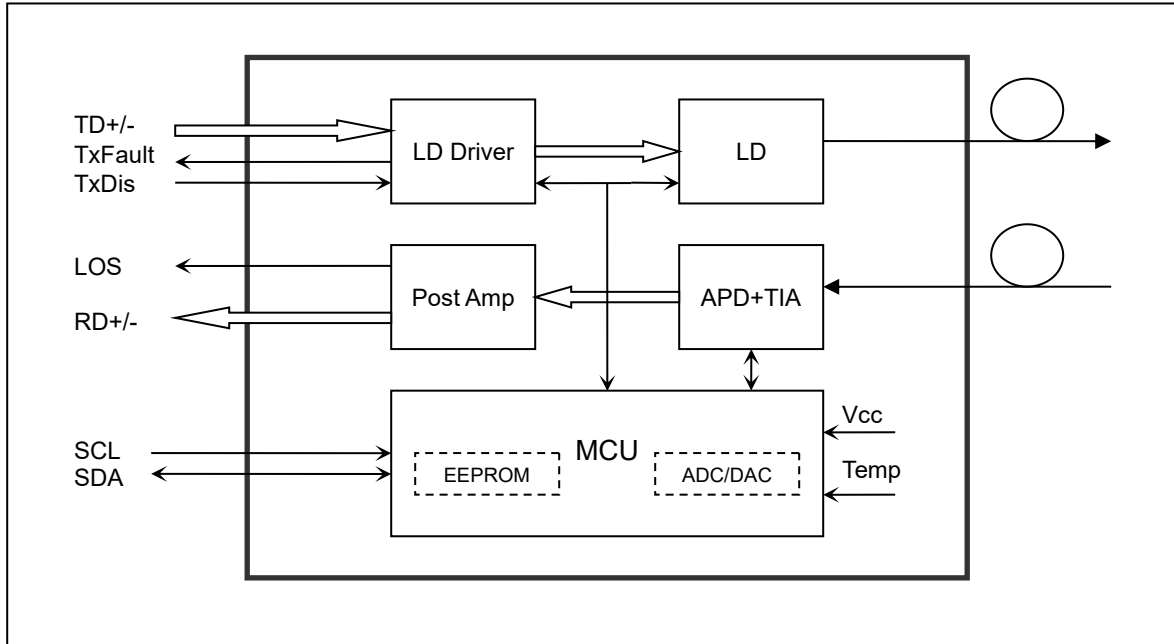 TD+/-
TxFault
TxDis
LD Driver
LD
LOS
RD+/-
Post Amp
APD+TIA
SCL
SDA
MCU
EEPROM
ADC/DAC
Vcc
Temp